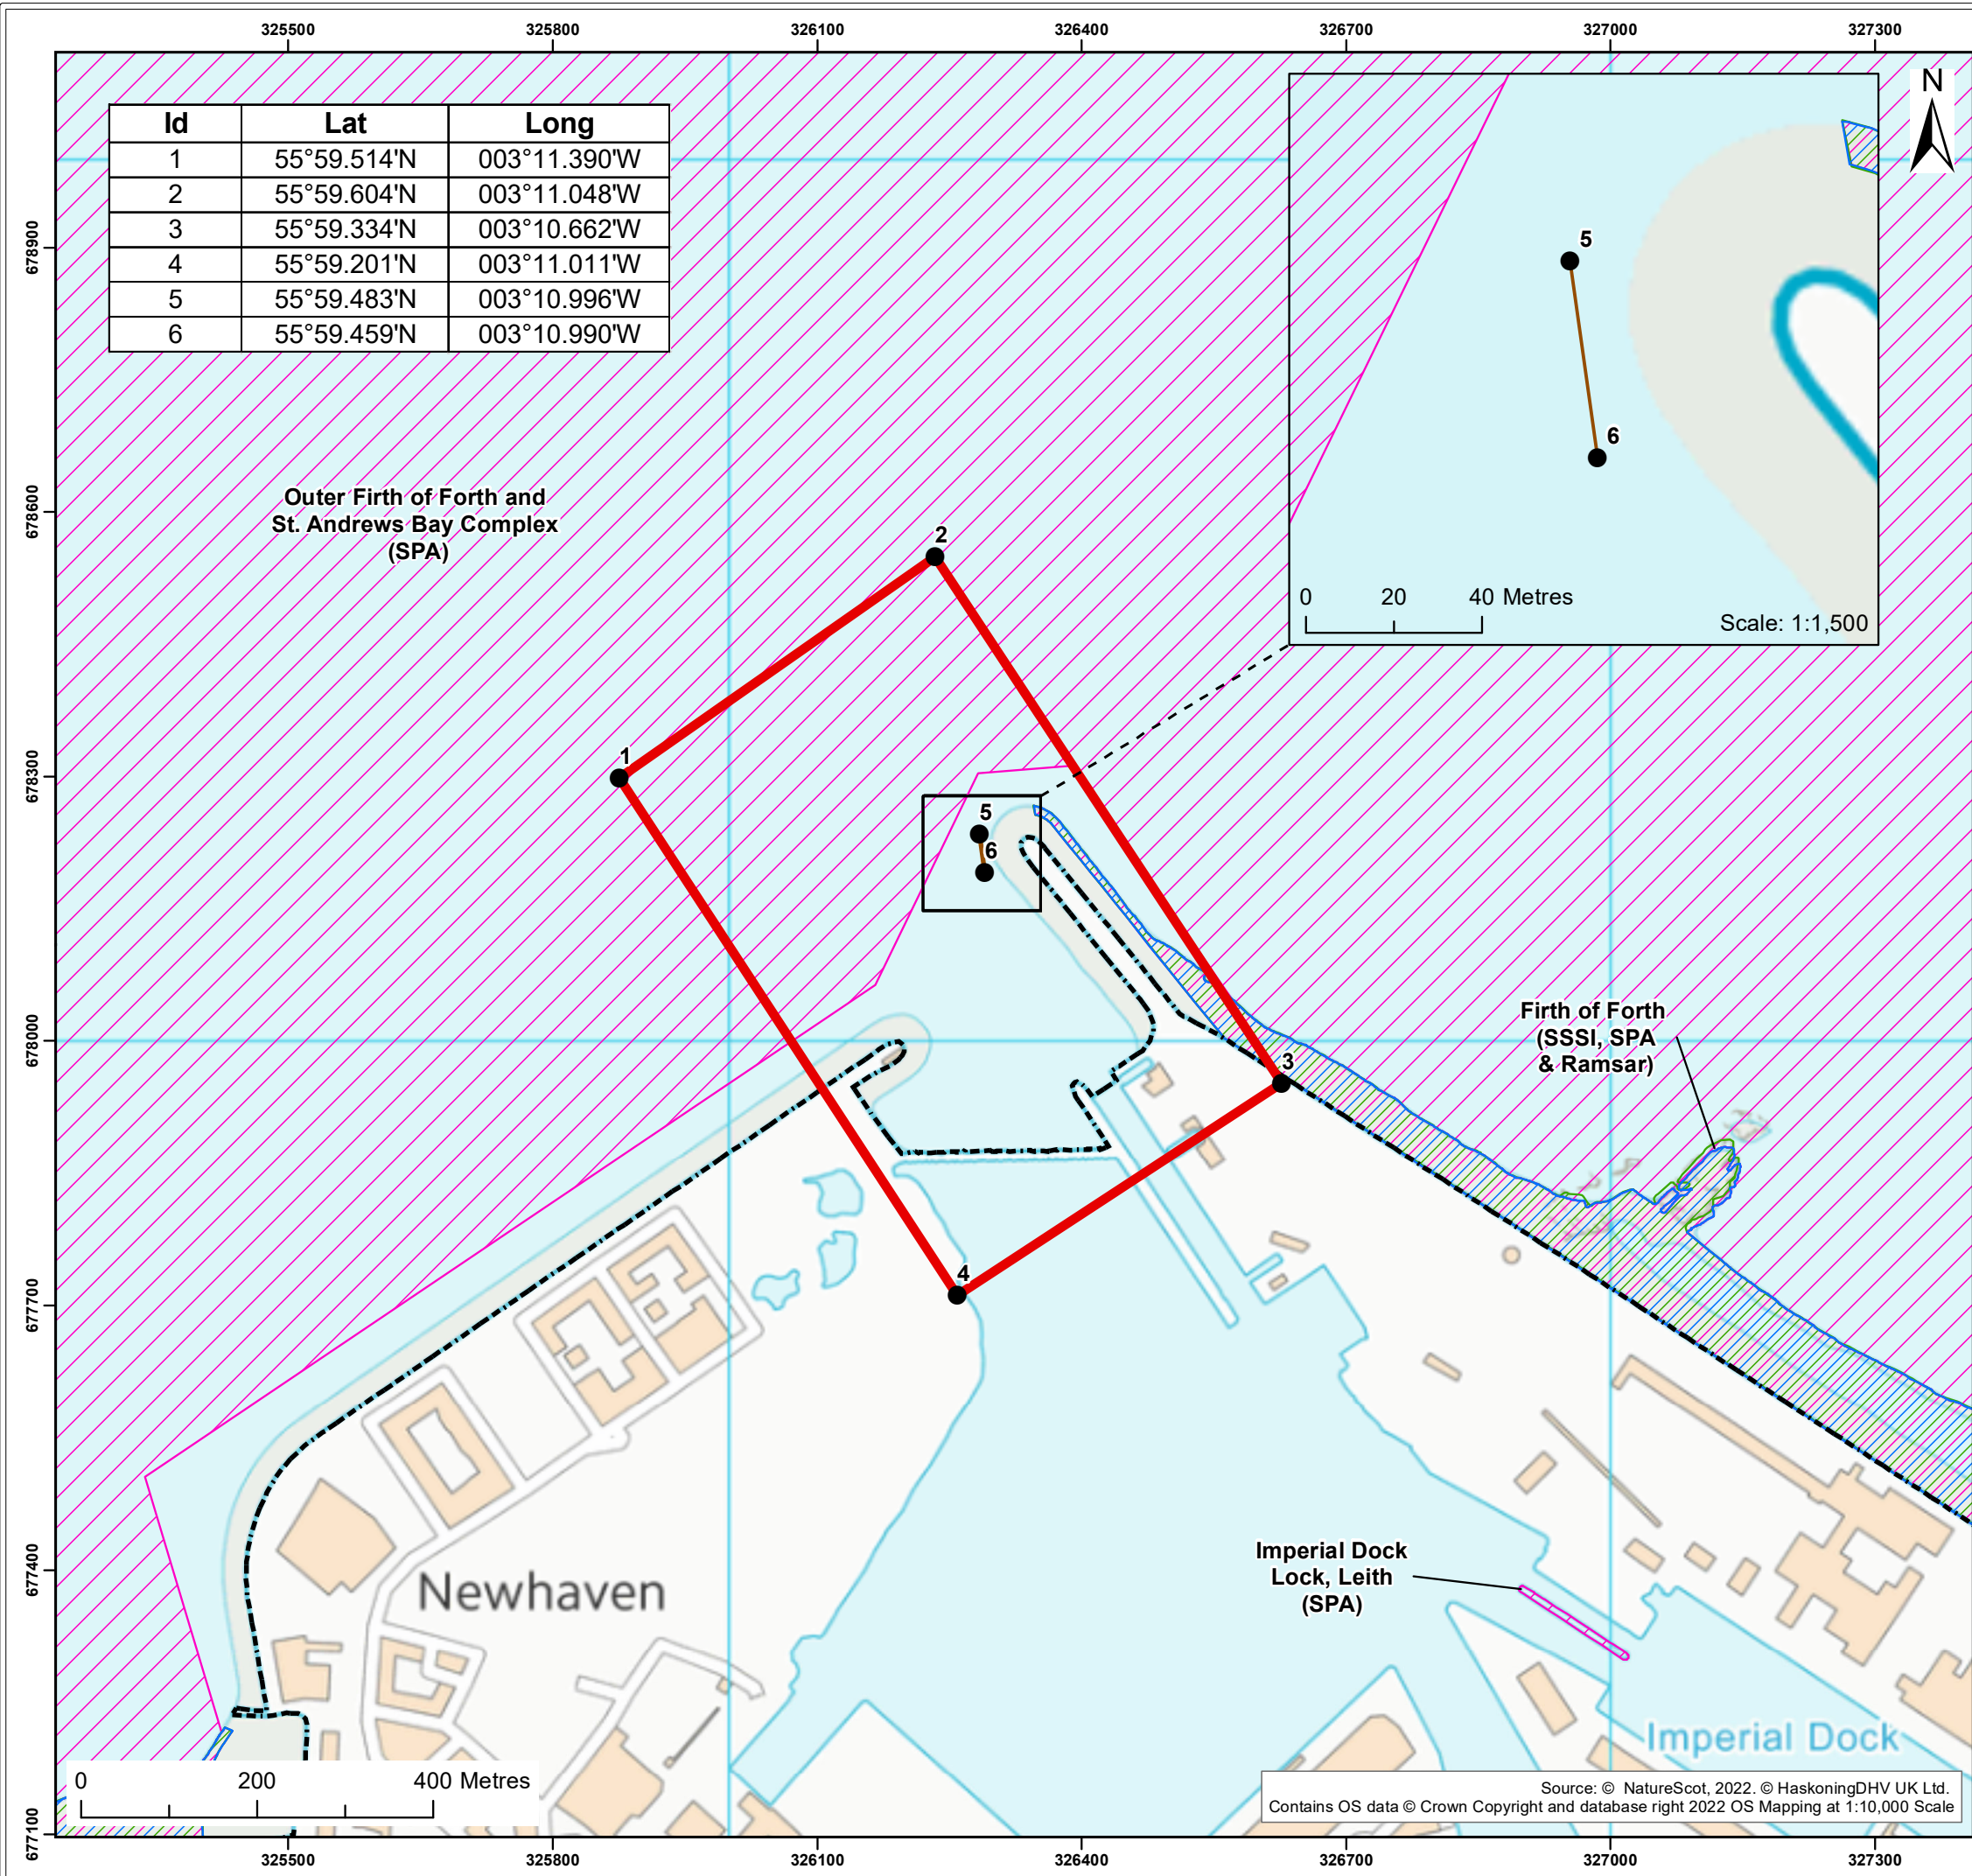 325500 325800 326100 326400 326700 327000 327300
N
Id Lat Long
1 55°59.514'N 003°11.390'W
2 55°59.604'N 003°11.048'W
3 55°59.334'N 003°10.662'W
4 55°59.201'N 003°11.011'W
5 55°59.483'N 003°10.996'W
6 55°59.459'N 003°10.990'W
5
6
0 20 40 Metres
Scale: 1:1,500
678900
678600
678300
678000
677700
677400
677100
Outer Firth of Forth and
St. Andrews Bay Complex
(SPA)
2
1
5
6
3
4
Firth of Forth
(SSSI, SPA
& Ramsar)
Imperial Dock
Lock, Leith
(SPA)
Newhaven
Imperial Dock
0 200 400 Metres
Source: © NatureScot, 2022. © HaskoningDHV UK Ltd.
Contains OS data © Crown Copyright and database right 2022 OS Mapping at 1:10,000 Scale
325500 325800 326100 326400 326700 327000 327300